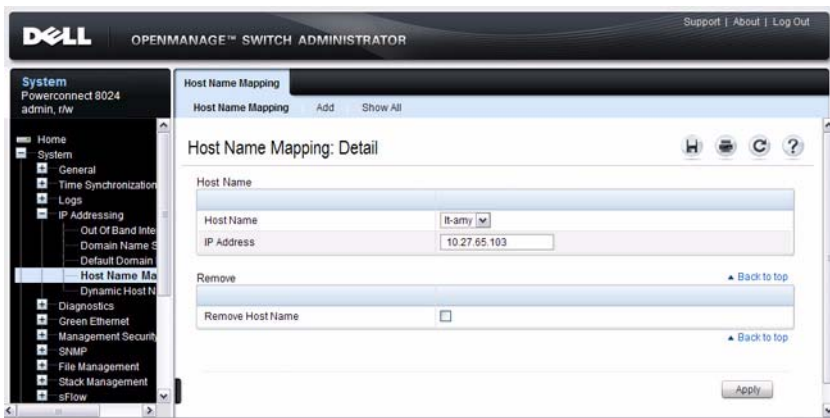 Support | About | Log Out
DELL OPENMANAGE™ SWITCH ADMINISTRATOR
System
Powerconnect 8024
admin, r/w
Home
System
General
Time Synchronization
Logs
IP Addressing
Out Of Band Inte
Domain Name S
Default Domain
Host Name Ma
Dynamic Host N
Diagnostics
Green Ethernet
Management Security
SNMP
File Management
Stack Management
sFlow
Host Name Mapping
Host Name Mapping Add Show All
Host Name Mapping: Detail
Host Name
Host Name lt-amy
IP Address 10.27.65.103
Remove Back to top
Remove Host Name
Back to top
Apply